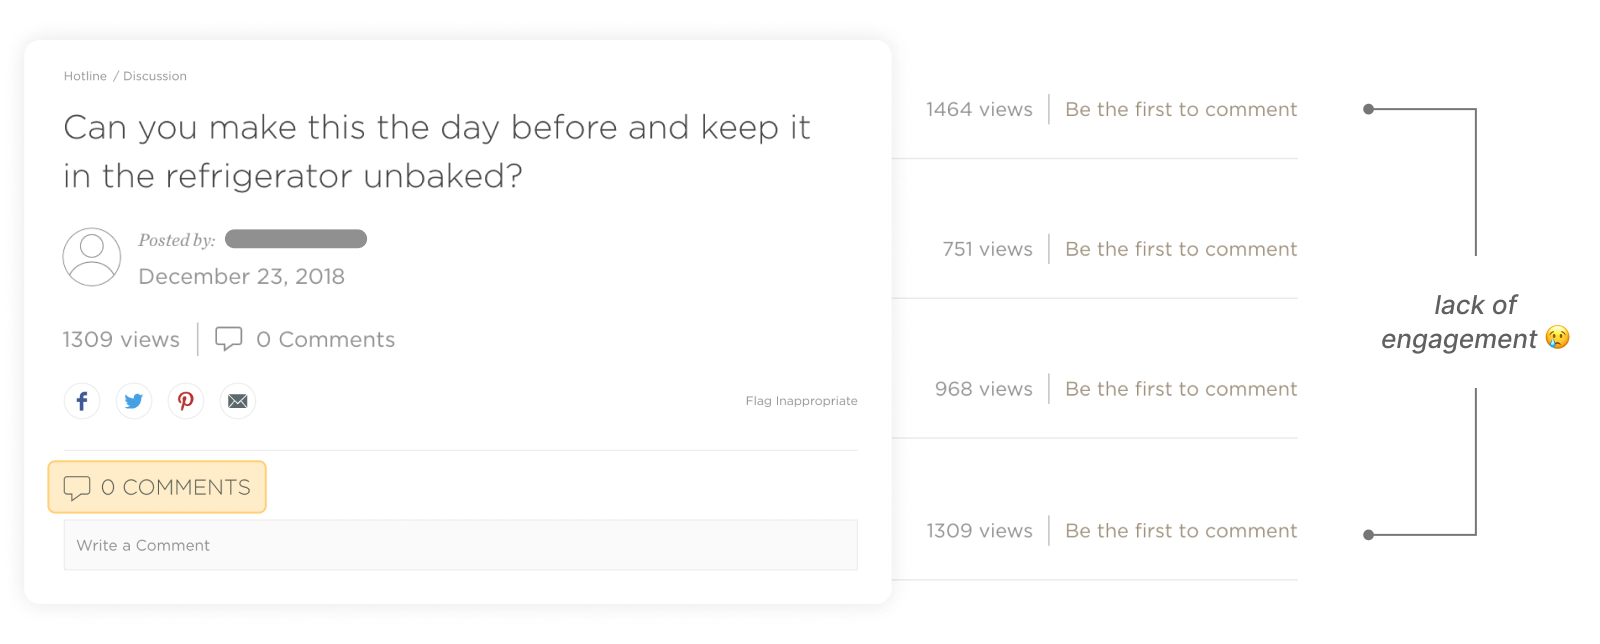 Hotline / Discussion
Can you make this the day before and keep it
in the refrigerator unbaked?
Posted by:
December 23, 2018
1309 views | 0 Comments
Flag Inappropriate
0 COMMENTS
Write a Comment
1464 views | Be the first to comment
751 views | Be the first to comment
968 views | Be the first to comment
1309 views | Be the first to comment
lack of
engagement 😢